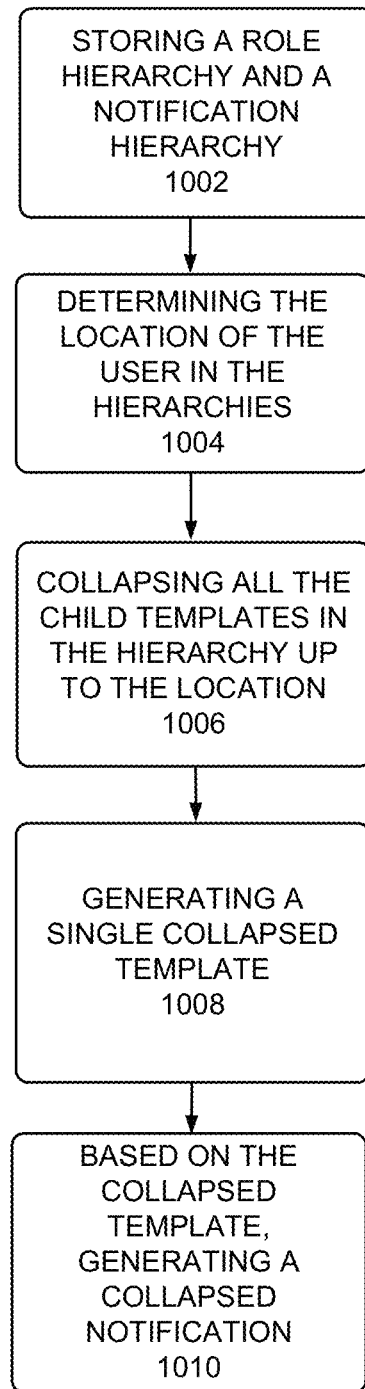 STORING A ROLE
HIERARCHY AND A
NOTIFICATION
HIERARCHY
1002
DETERMINING THE
LOCATION OF THE
USER IN THE
HIERARCHIES
1004
COLLAPSING ALL THE
CHILD TEMPLATES IN
THE HIERARCHY UP
TO THE LOCATION
1006
GENERATING A
SINGLE COLLAPSED
TEMPLATE
1008
BASED ON THE
COLLAPSED
TEMPLATE,
GENERATING A
COLLAPSED
NOTIFICATION
1010